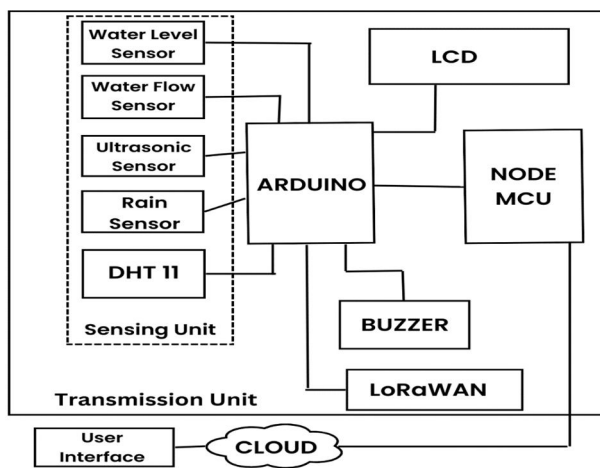 Water Level
Sensor
Water Flow
Sensor
Ultrasonic
Sensor
Rain
Sensor
DHT 11
Sensing Unit
ARDUINO
LCD
NODE
MCU
BUZZER
LoRaWAN
Transmission Unit
User
Interface
CLOUD